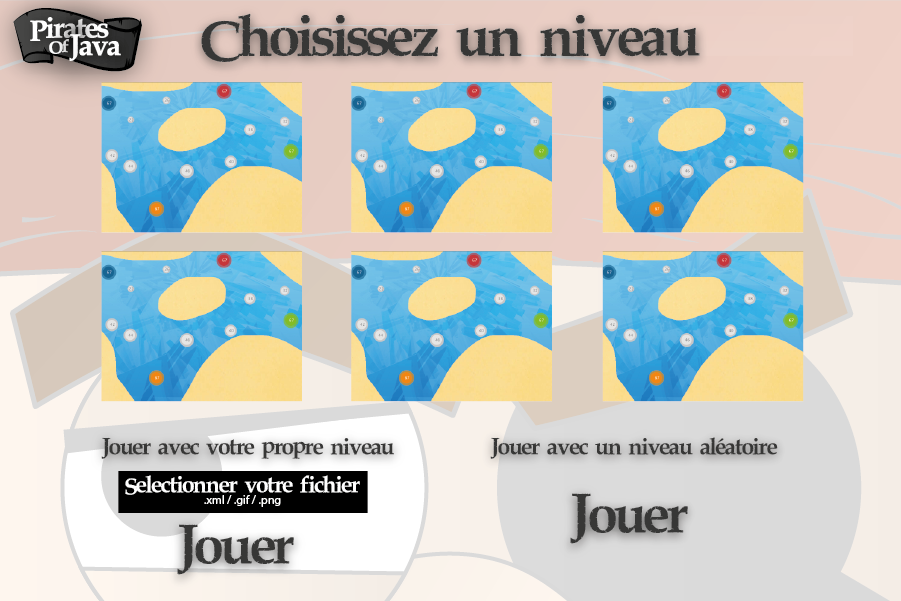 Pirates
Of Java
Choisissez un niveau
Jouer avec votre propre niveau
Jouer avec un niveau aléatoire
Selectionner votre fichier
.xml / .gif / .png
Jouer
Jouer